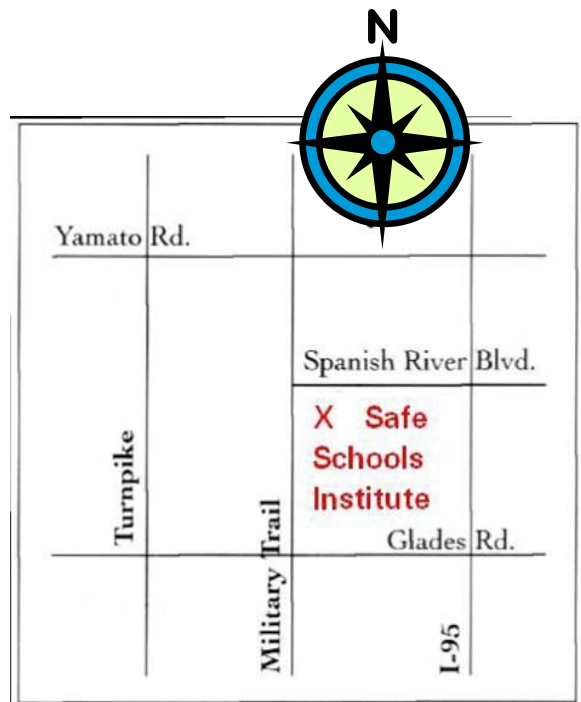 N
Yamato Rd.
Spanish River Blvd.
X Safe
Schools
Institute
Turnpike
Military Trail
Glades Rd.
I-95